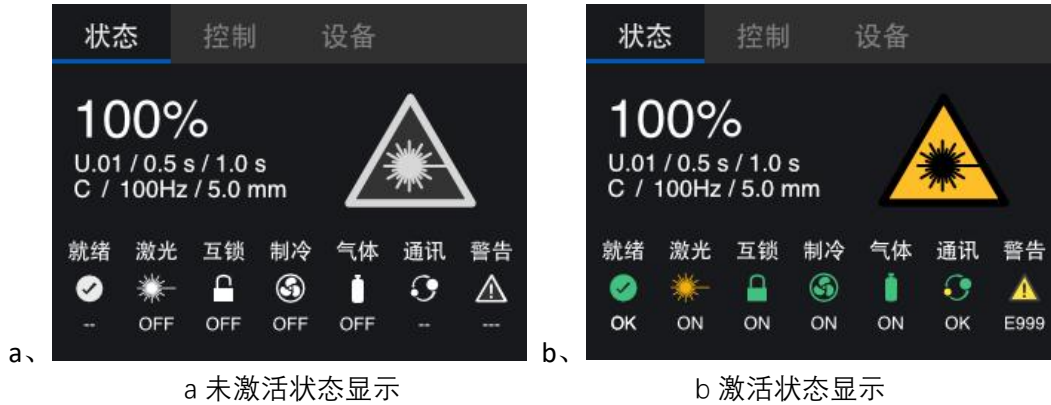 状态 控制 设备
100%
U.01 / 0.5 s / 1.0 s
C / 100Hz / 5.0 mm
就绪 激光 互锁 制冷 气体 通讯 警告
-- OFF OFF OFF OFF -- ---
a、
a 未激活状态显示
状态 控制 设备
100%
U.01 / 0.5 s / 1.0 s
C / 100Hz / 5.0 mm
就绪 激光 互锁 制冷 气体 通讯 警告
OK ON ON ON ON OK E999
b、
b 激活状态显示